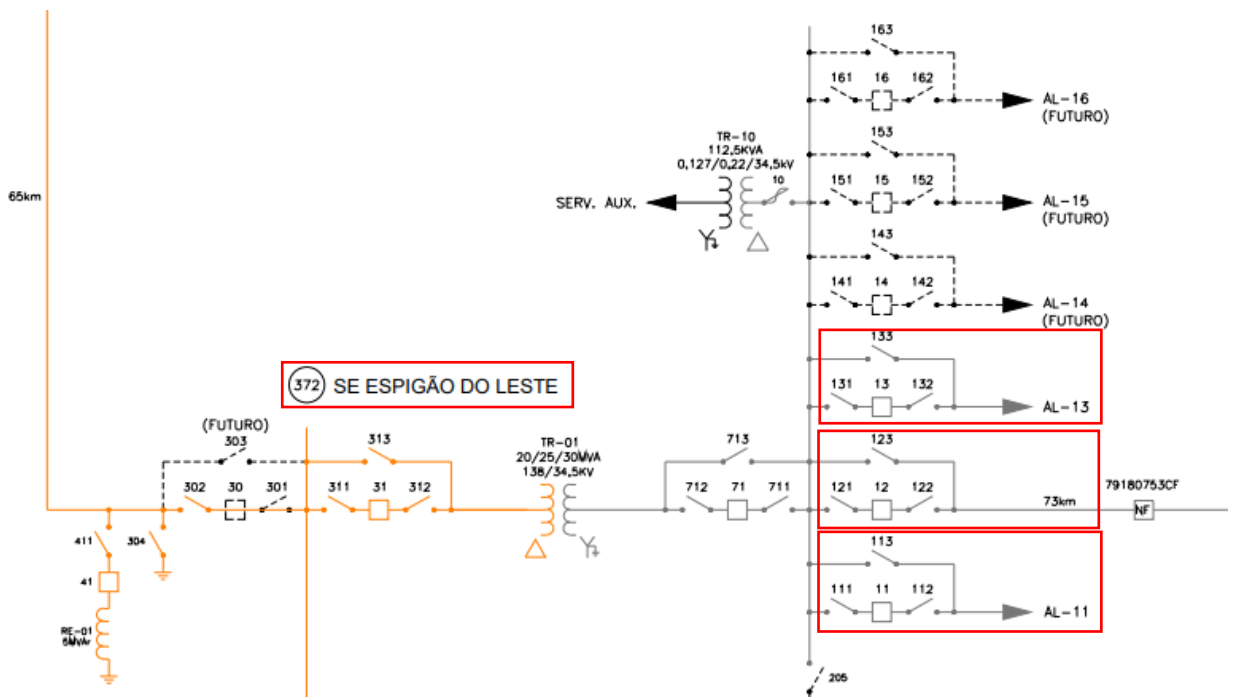 163
161 16 162
AL-16
(FUTURO)
TR-10
112,5KVA
0,127/0,22/34,5kV
10
153
151 15 152
65km
SERV. AUX.
AL-15
(FUTURO)
143
141 14 142
AL-14
(FUTURO)
133
372 SE ESPIGÃO DO LESTE
131 13 132
AL-13
(FUTURO)
303
313
TR-01
20/25/30MVA
138/34.5KV
713
123
302 30 301
311 31 312
712 71 711
121 12 122
73km
79180753CF
NF
411
304
113
41
111 11 112
AL-11
RE-01
5MVAr
205